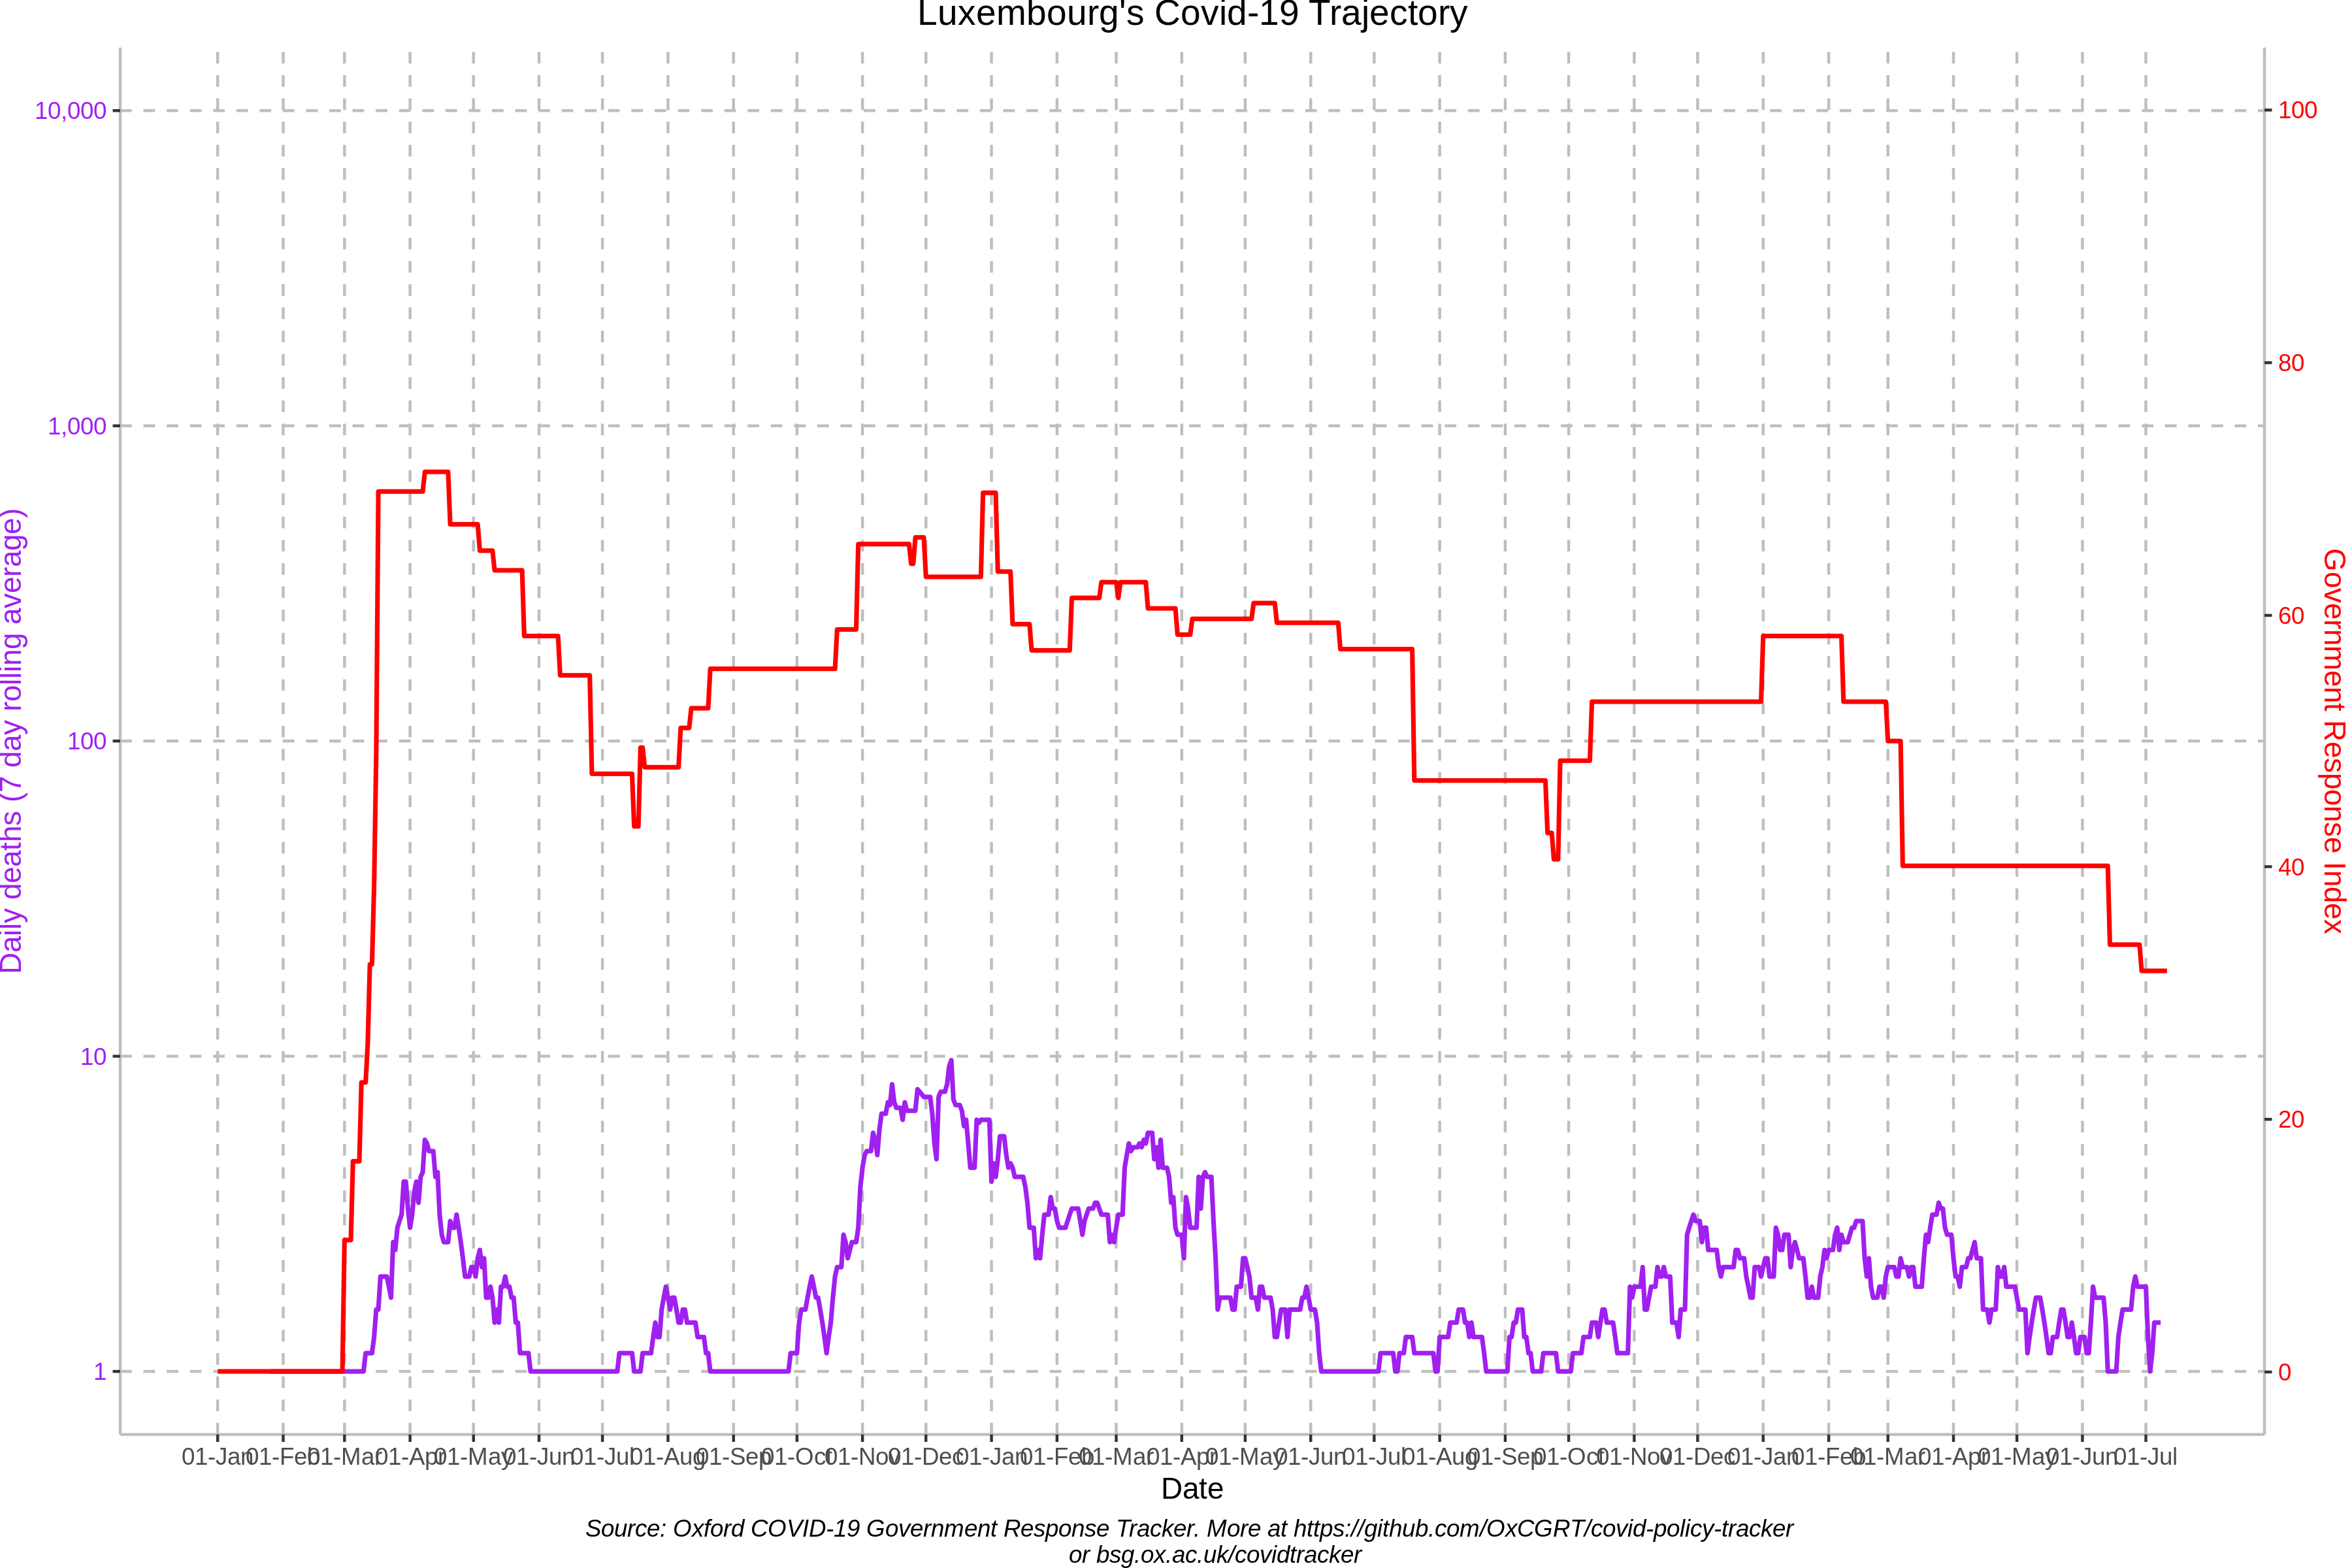 Luxembourg's Covid-19 Trajectory
10,000
1,000
100
10
1
Daily deaths (7 day rolling average)
100
80
60
40
20
0
Government Response Index
01-Jan 01-Feb 01-Mar 01-Apr 01-May 01-Jun 01-Jul 01-Aug 01-Sep 01-Oct 01-Nov 01-Dec 01-Jan 01-Feb 01-Mar 01-Apr 01-May 01-Jun 01-Jul 01-Aug 01-Sep 01-Oct 01-Nov 01-Dec 01-Jan 01-Feb 01-Mar 01-Apr 01-May 01-Jun 01-Jul
Date
Source: Oxford COVID-19 Government Response Tracker. More at https://github.com/OxCGRT/covid-policy-tracker
or bsg.ox.ac.uk/covidtracker